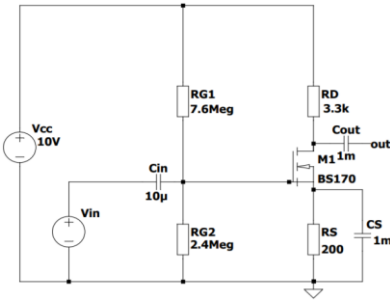 RG1
7.6Meg
RD
3.3k
Vcc
10V
+
Cout
out
M1
1m
BS170
Cin
10µ
Vin
+
RG2
2.4Meg
RS
200
CS
1m